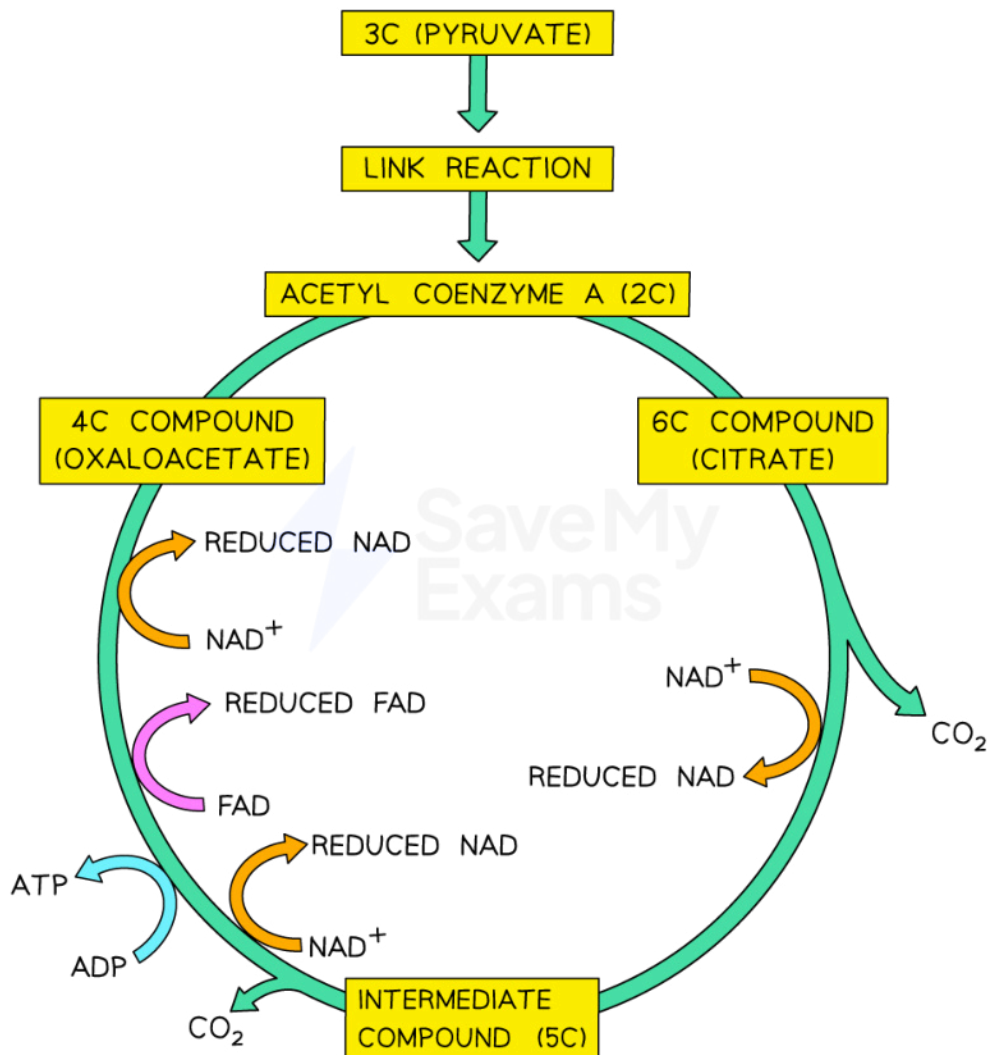 3C (PYRUVATE)
LINK REACTION
ACETYL COENZYME A (2C)
4C COMPOUND
(OXALOACETATE)
6C COMPOUND
(CITRATE)
SaveMy
Exams
REDUCED NAD
NAD⁺
REDUCED FAD
FAD
NAD⁺
REDUCED NAD
CO₂
REDUCED NAD
NAD⁺
ATP
ADP
CO₂
INTERMEDIATE
COMPOUND (5C)